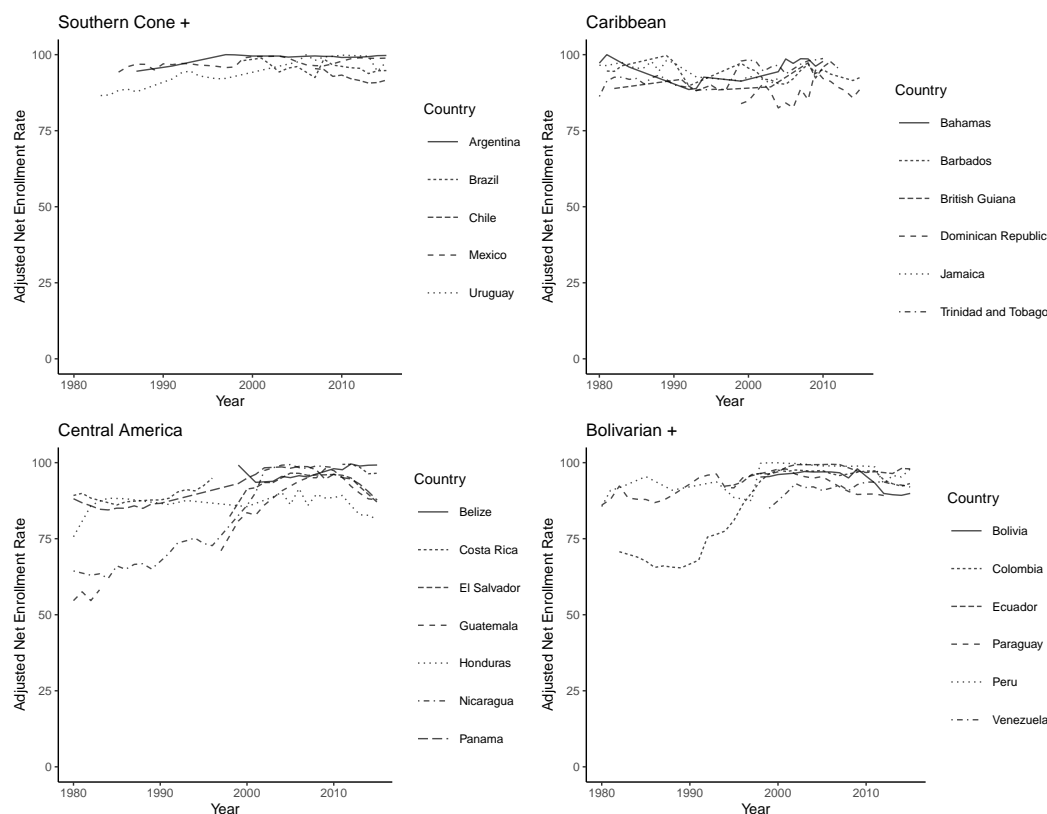 Southern Cone +
Adjusted Net Enrollment Rate
100
75
50
25
0
1980
1990
2000
2010
Year
Country
Argentina
Brazil
Chile
Mexico
Uruguay
Caribbean
Adjusted Net Enrollment Rate
100
75
50
25
0
1980
1990
2000
2010
Year
Country
Bahamas
Barbados
British Guiana
Dominican Republic
Jamaica
Trinidad and Tobago
Central America
Adjusted Net Enrollment Rate
100
75
50
25
0
1980
1990
2000
2010
Year
Country
Belize
Costa Rica
El Salvador
Guatemala
Honduras
Nicaragua
Panama
Bolivarian +
Adjusted Net Enrollment Rate
100
75
50
25
0
1980
1990
2000
2010
Year
Country
Bolivia
Colombia
Ecuador
Paraguay
Peru
Venezuela